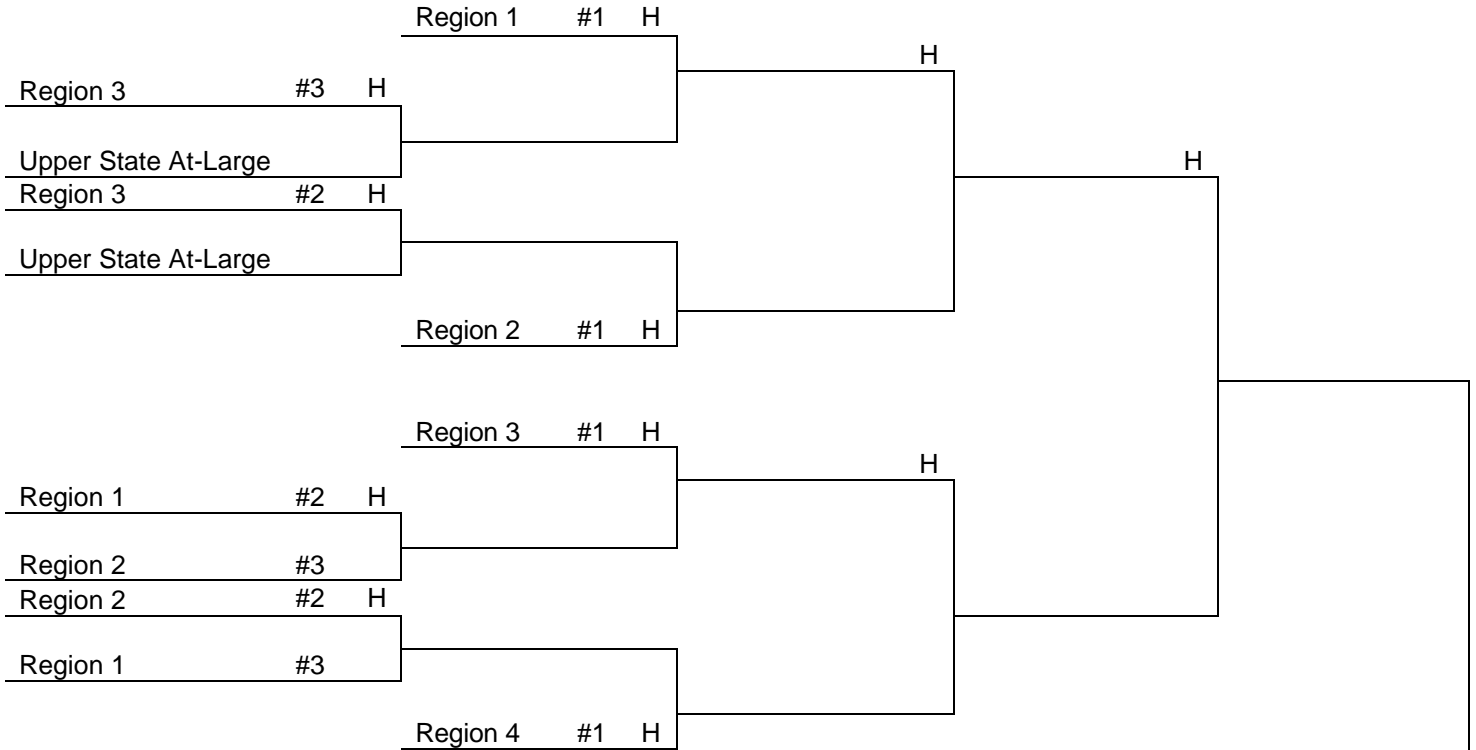 Region 1 #1 H
H
Region 3 #3 H
Upper State At-Large
H
Region 3 #2 H
Upper State At-Large
Region 2 #1 H
Region 3 #1 H
H
Region 1 #2 H
Region 2 #3
Region 2 #2 H
Region 1 #3
Region 4 #1 H